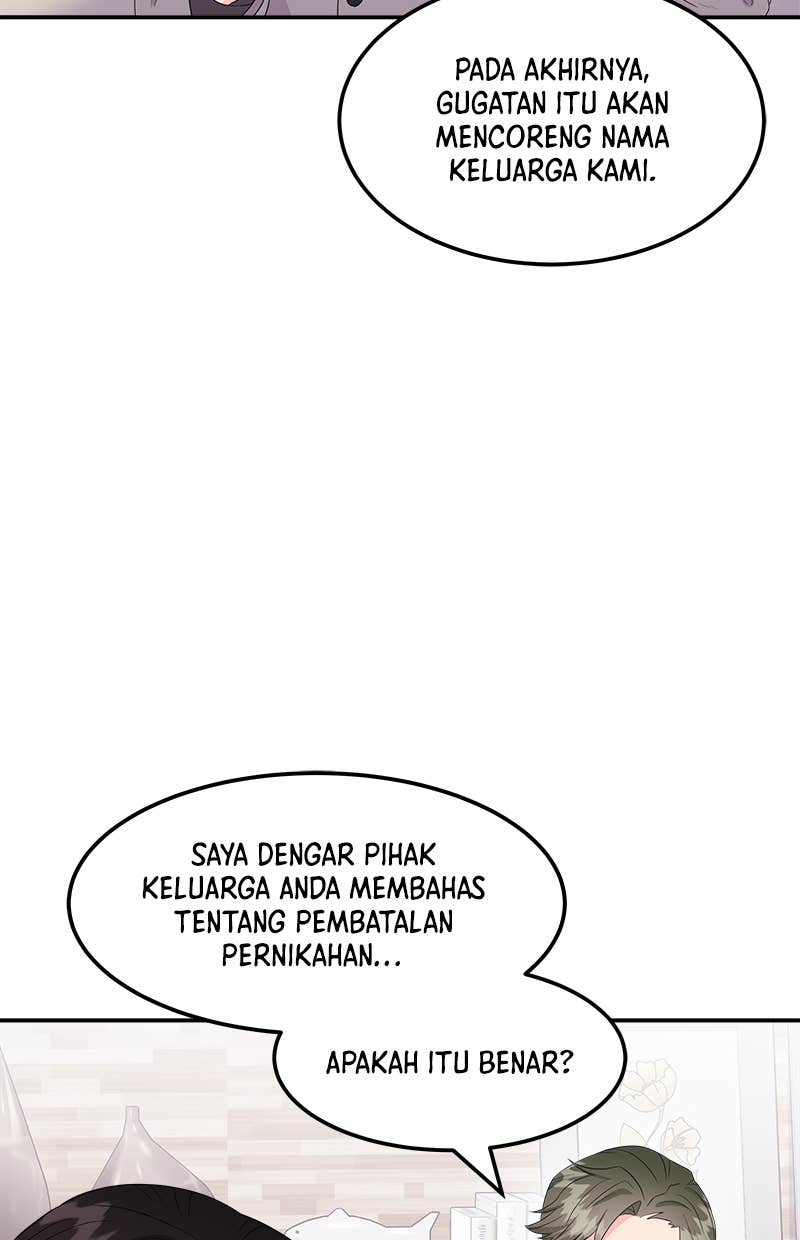 PADA AKHIRNYA,
GUGATAN ITU AKAN
MENCORENG NAMA
KELUARGA KAMI.
SAYA DENGAR PIHAK
KELUARGA ANDA MEMBAHAS
TENTANG PEMBATALAN
PERNIKAHAN...
APAKAH ITU BENAR?